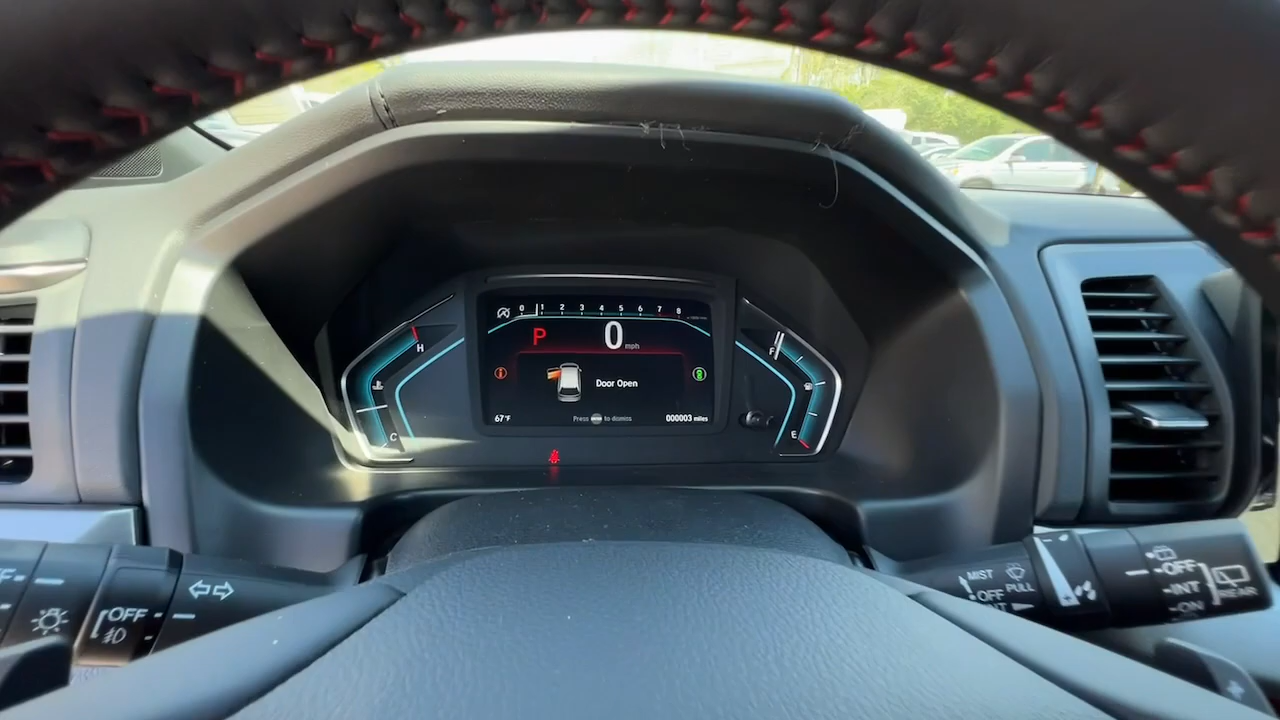 0 1 2 3 4 5 6 7 8
P 0 mph
H
F
Door Open
C
E
67°F
Press to dismiss
000003 miles
OFF
MIST
PULL
OFF
INT
OFF
INT
ON
REAR